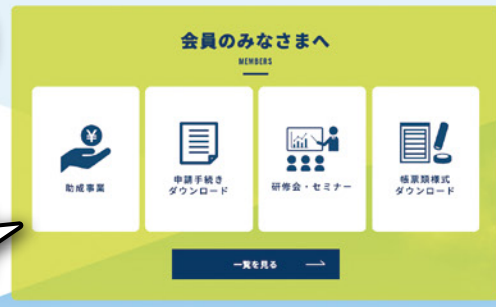 会員のみなさまへ
MEMBERS
¥
助成事業
申請手続き
ダウンロード
研修会・セミナー
帳票類様式
ダウンロード
一覧を見る